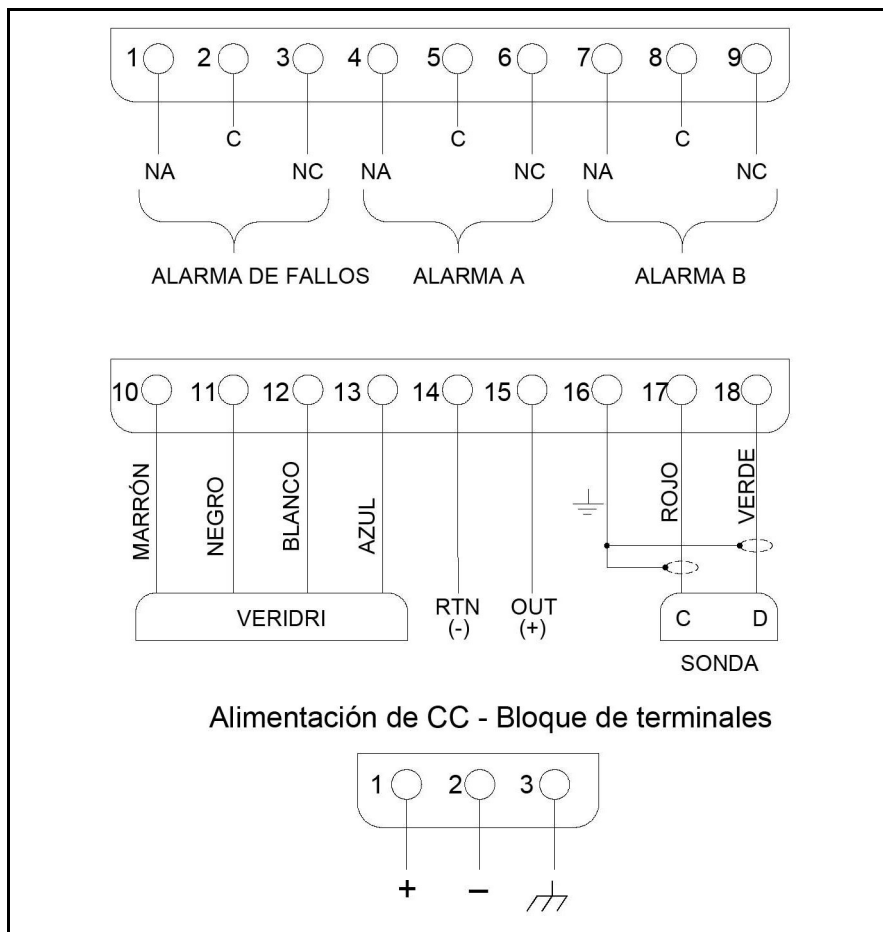 1 2 3 4 5 6 7 8 9
C C C
NA NC NA NC NA NC
ALARMA DE FALLOS ALARMA A ALARMA B
10 11 12 13 14 15 16 17 18
MARRÓN NEGRO BLANCO AZUL ROJO VERDE
VERIDRI RTN (-) OUT (+) C D
SONDA
Alimentación de CC - Bloque de terminales
1 2 3
+ –